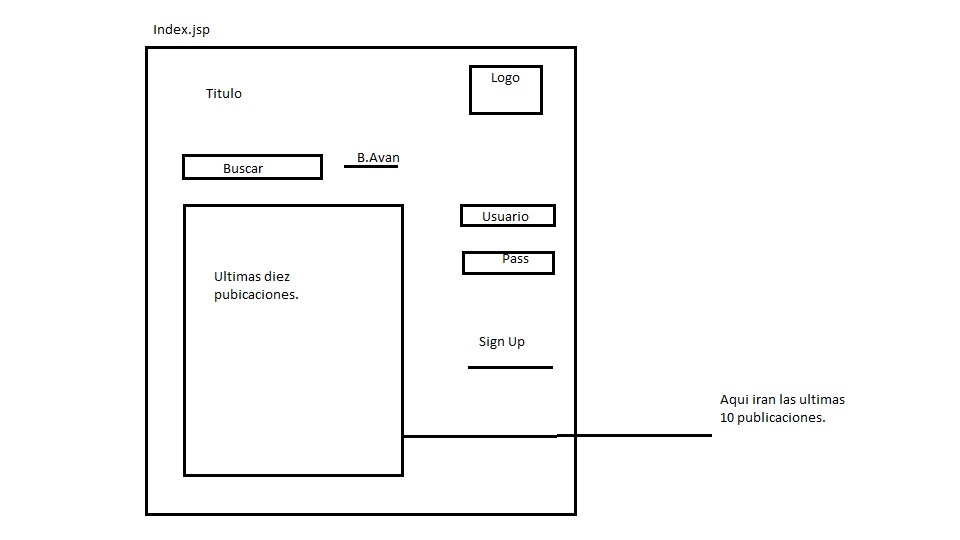 Index.jsp
Titulo
Logo
Buscar
B.Avan
Usuario
Pass
Ultimas diez
pubicaciones.
Sign Up
Aqui iran las ultimas
10 publicaciones.